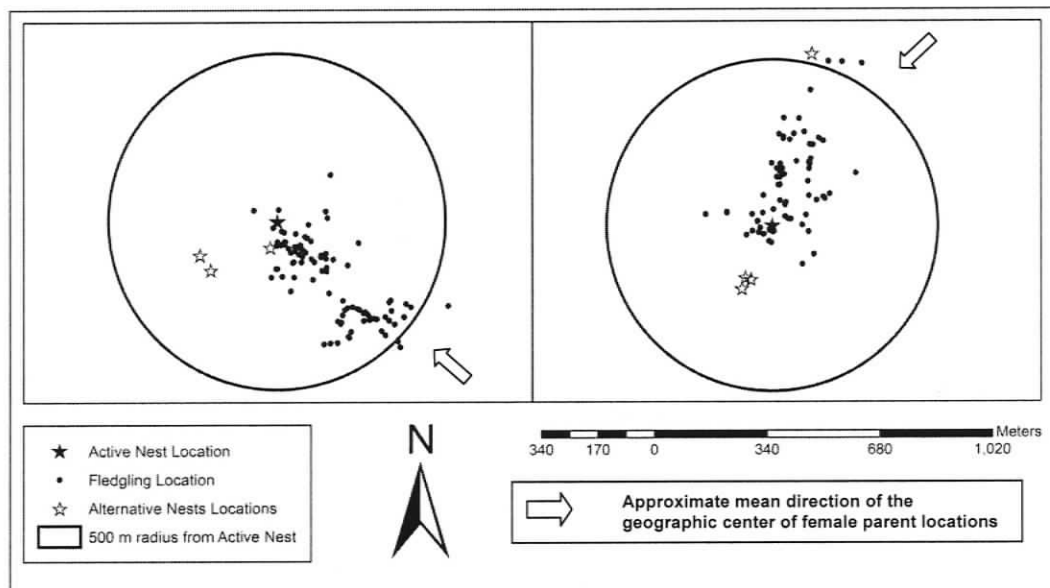 Active Nest Location
Fledgling Location
Alternative Nests Locations
500 m radius from Active Nest
N
Meters
340 170 0 340 680 1,020
Approximate mean direction of the
geographic center of female parent locations